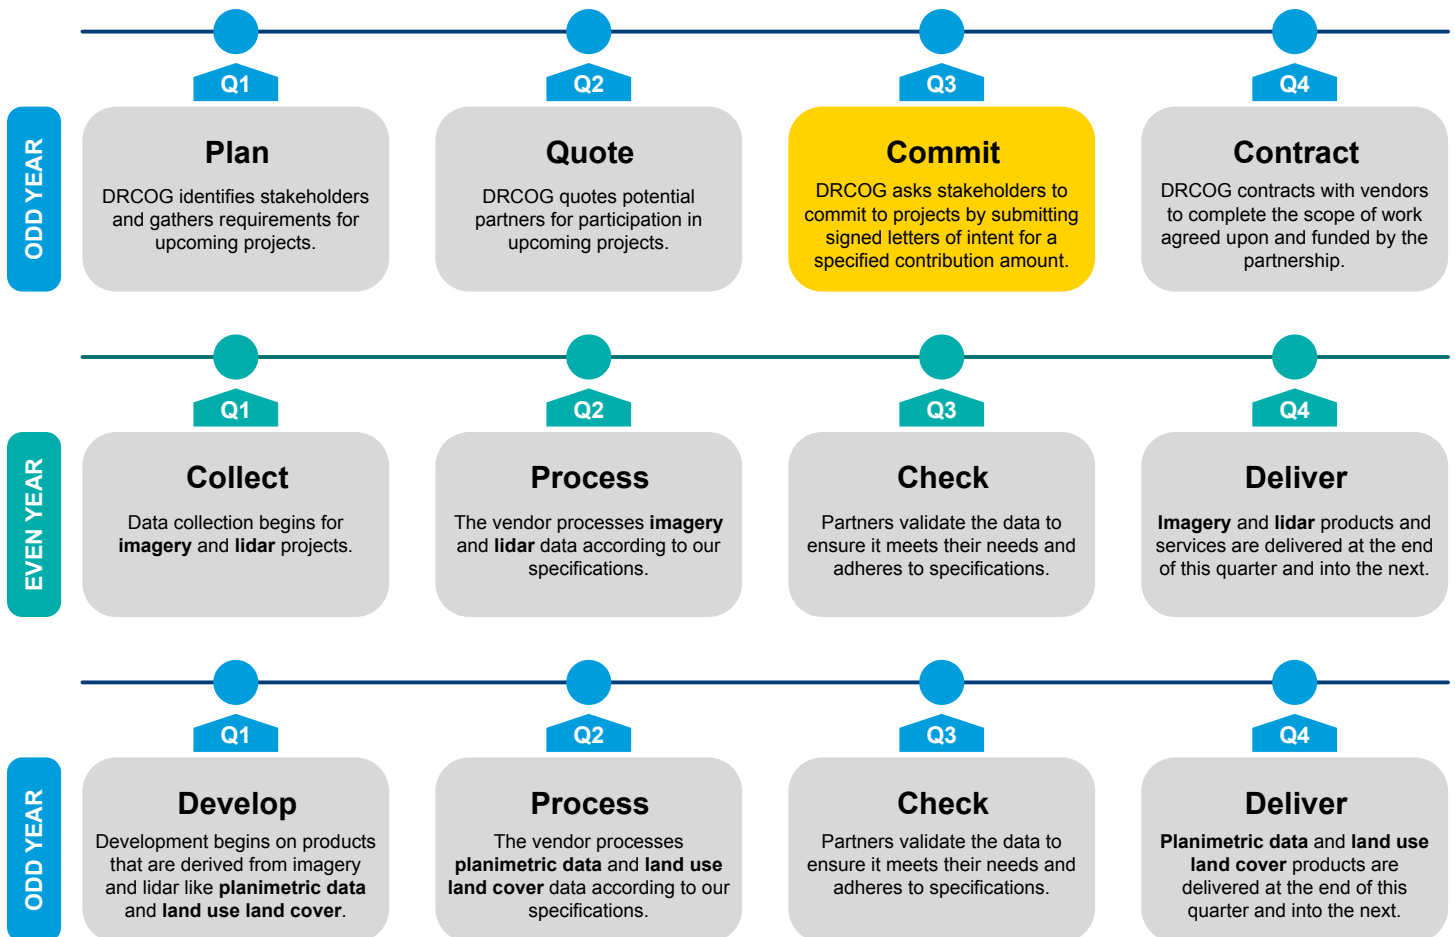 ODD YEAR
Q1
Plan
DRCOG identifies stakeholders
and gathers requirements for
upcoming projects.
Q2
Quote
DRCOG quotes potential
partners for participation in
upcoming projects.
Q3
Commit
DRCOG asks stakeholders to
commit to projects by submitting
signed letters of intent for a
specified contribution amount.
Q4
Contract
DRCOG contracts with vendors
to complete the scope of work
agreed upon and funded by the
partnership.
EVEN YEAR
Q1
Collect
Data collection begins for
imagery and lidar projects.
Q2
Process
The vendor processes imagery
and lidar data according to our
specifications.
Q3
Check
Partners validate the data to
ensure it meets their needs and
adheres to specifications.
Q4
Deliver
Imagery and lidar products and
services are delivered at the end
of this quarter and into the next.
ODD YEAR
Q1
Develop
Development begins on products
that are derived from imagery
and lidar like planimetric data
and land use land cover.
Q2
Process
The vendor processes
planimetric data and land use
land cover data according to our
specifications.
Q3
Check
Partners validate the data to
ensure it meets their needs and
adheres to specifications.
Q4
Deliver
Planimetric data and land use
land cover products are
delivered at the end of this
quarter and into the next.